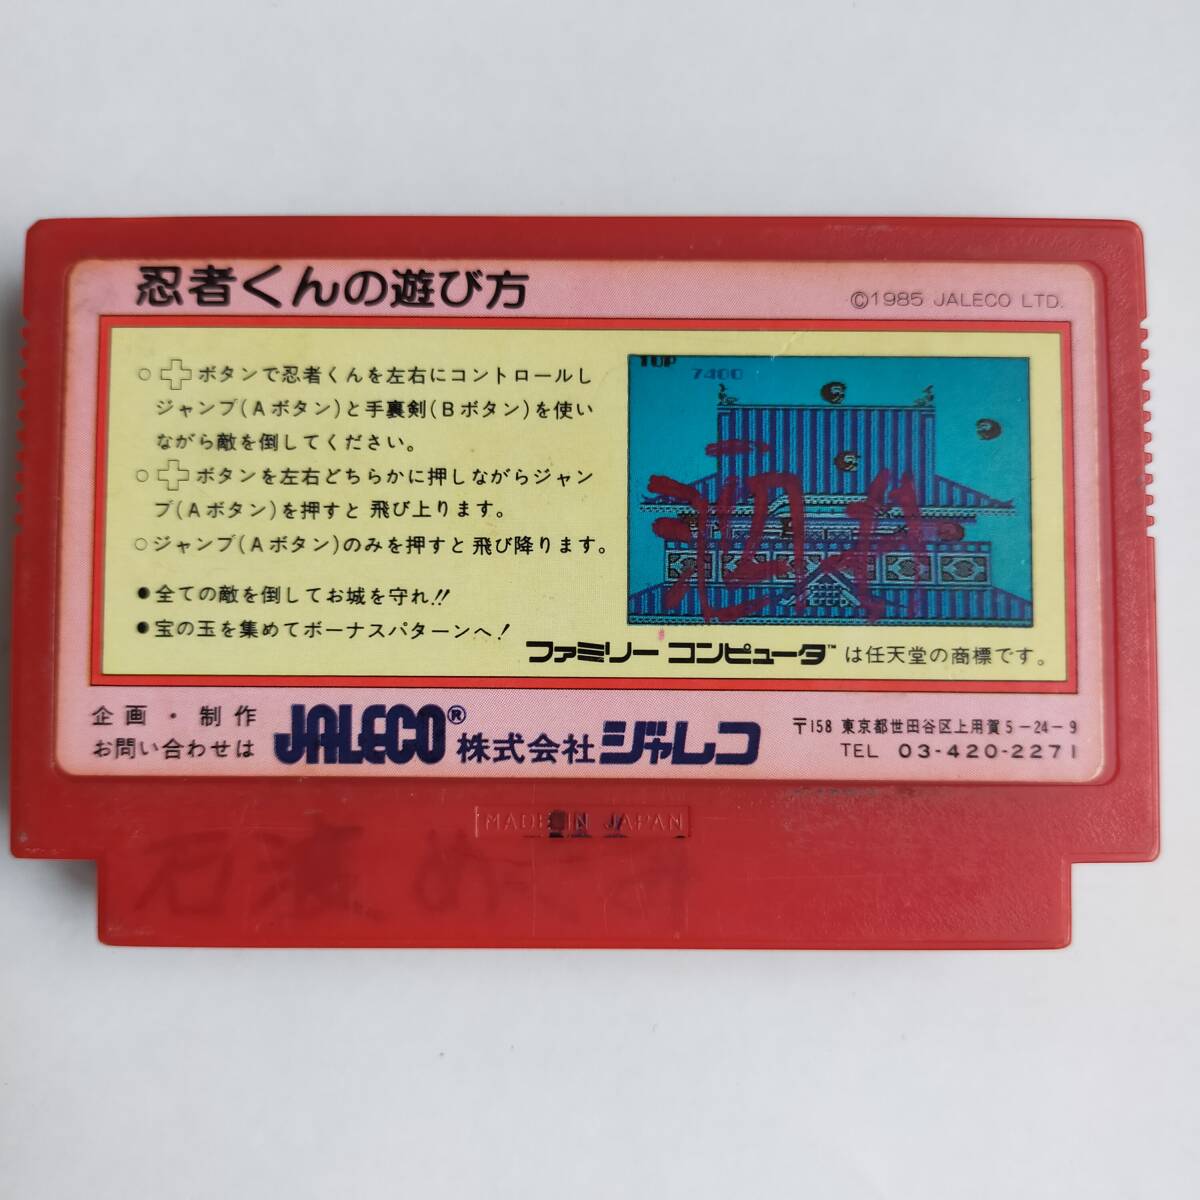 忍者くんの遊び方
©1985 JALECO LTD.
○ボタンで忍者くんを左右にコントロールし
ジャンプ(Aボタン)と手裏剣(Bボタン)を使い
ながら敵を倒してください。
○ボタンを左右どちらかに押しながらジャン
プ(Aボタン)を押すと飛び上ります。
○ジャンプ(Aボタン)のみを押すと飛び降ります。
●全ての敵を倒してお城を守れ!!
●宝の玉を集めてボーナスパターンへ!
1UP
7400
ファミリーコンピュータ™は任天堂の商標です。
企画・制作
お問い合わせは
JALECO® 株式会社ジャレコ
〒158 東京都世田谷区上用賀5-24-9
TEL 03-420-2271
MADE IN JAPAN